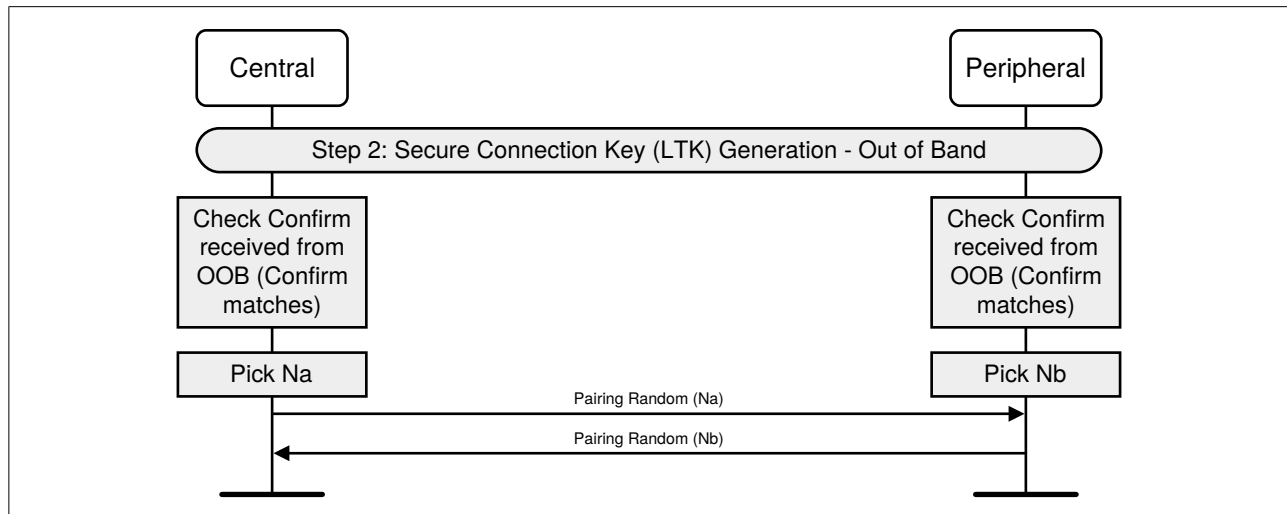 Central
Peripheral
Step 2: Secure Connection Key (LTK) Generation - Out of Band
Check Confirm
received from
OOB (Confirm
matches)
Check Confirm
received from
OOB (Confirm
matches)
Pick Na
Pick Nb
Pairing Random (Na)
Pairing Random (Nb)